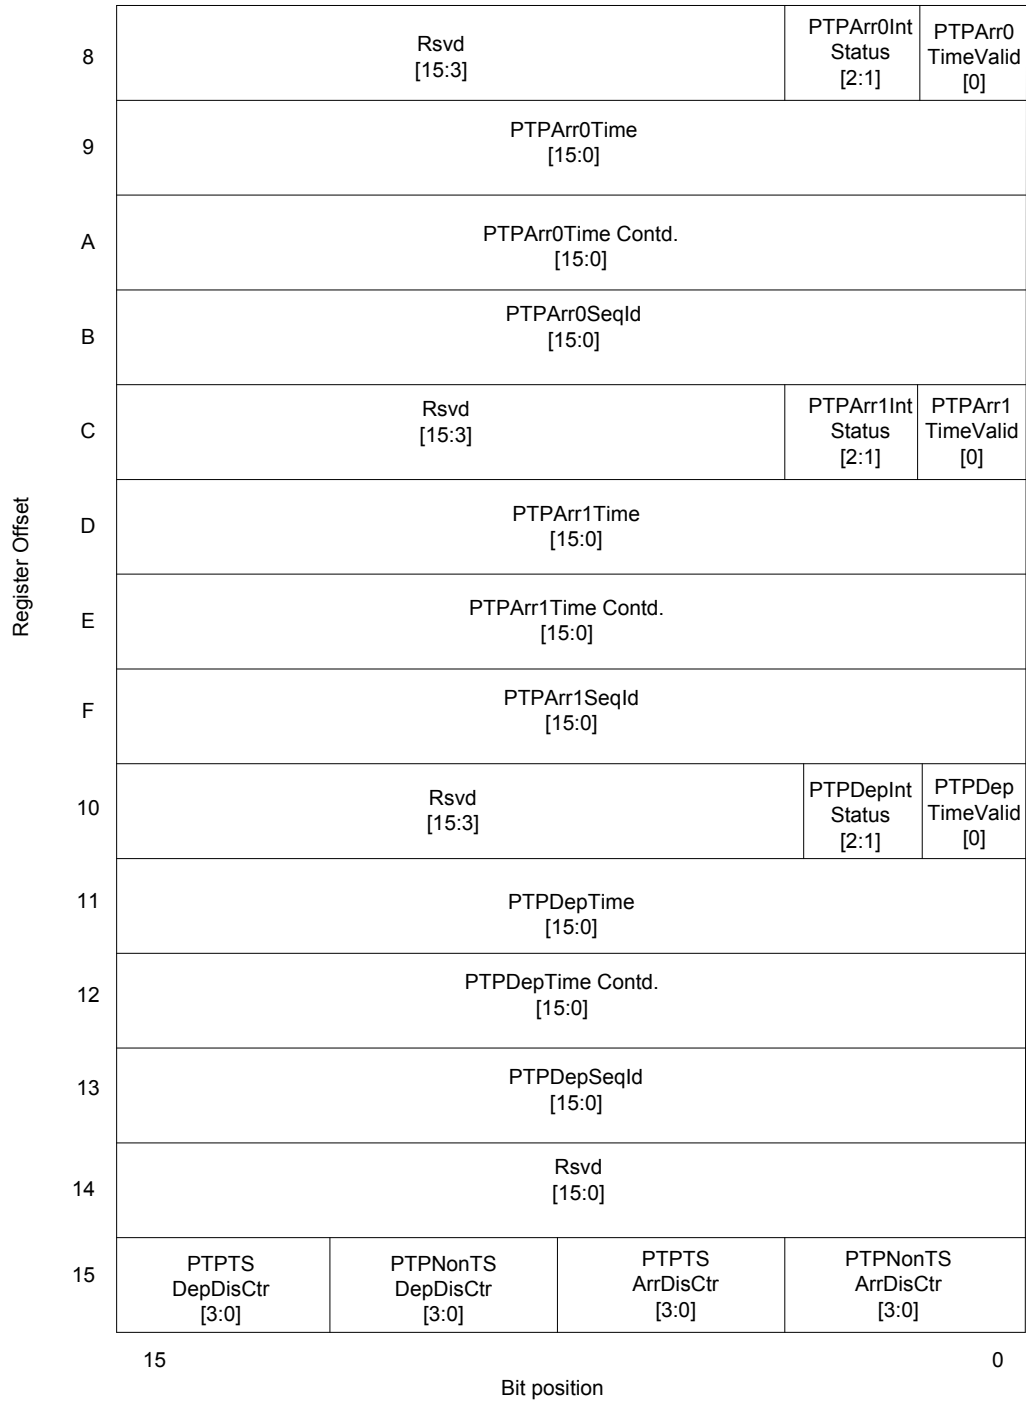 8
Rsvd
[15:3]
PTPArr0Int
Status
[2:1]
PTPArr0
TimeValid
[0]
9
PTPArr0Time
[15:0]
A
PTPArr0Time Contd.
[15:0]
B
PTPArr0SeqId
[15:0]
C
Rsvd
[15:3]
PTPArr1Int
Status
[2:1]
PTPArr1
TimeValid
[0]
D
PTPArr1Time
[15:0]
Register Offset
E
PTPArr1Time Contd.
[15:0]
F
PTPArr1SeqId
[15:0]
10
Rsvd
[15:3]
PTPDepInt
Status
[2:1]
PTPDep
TimeValid
[0]
11
PTPDepTime
[15:0]
12
PTPDepTime Contd.
[15:0]
13
PTPDepSeqId
[15:0]
14
Rsvd
[15:0]
15
PTPTS
DepDisCtr
[3:0]
PTPNonTS
DepDisCtr
[3:0]
PTPTS
ArrDisCtr
[3:0]
PTPNonTS
ArrDisCtr
[3:0]
15
0
Bit position